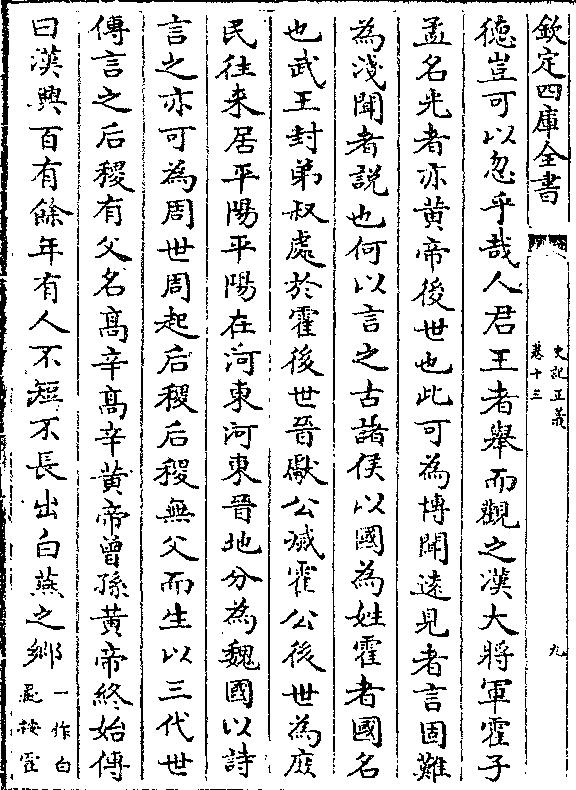 欽定四庫全書
史記正義
卷十三
九
德豈可以忽乎哉人君王者舉而觀之漢大將軍霍子
孟名光者亦黃帝後世也此可為博聞遠見者言固難
為淺聞者說也何以言之古諸侯以國為姓霍者國名
也武王封弟叔處於霍後世晉獻公滅霍公後世為庶
民往来居平陽平陽在河東河東晉地分為魏國以詩
言之亦可為周世周起后稷后稷無父而生以三代世
傳言之后稷有父名髙辛髙辛黃帝曾孫黃帝終始傳
曰漢興百有餘年有人不短不長出白燕之鄉一作白
彘按霍